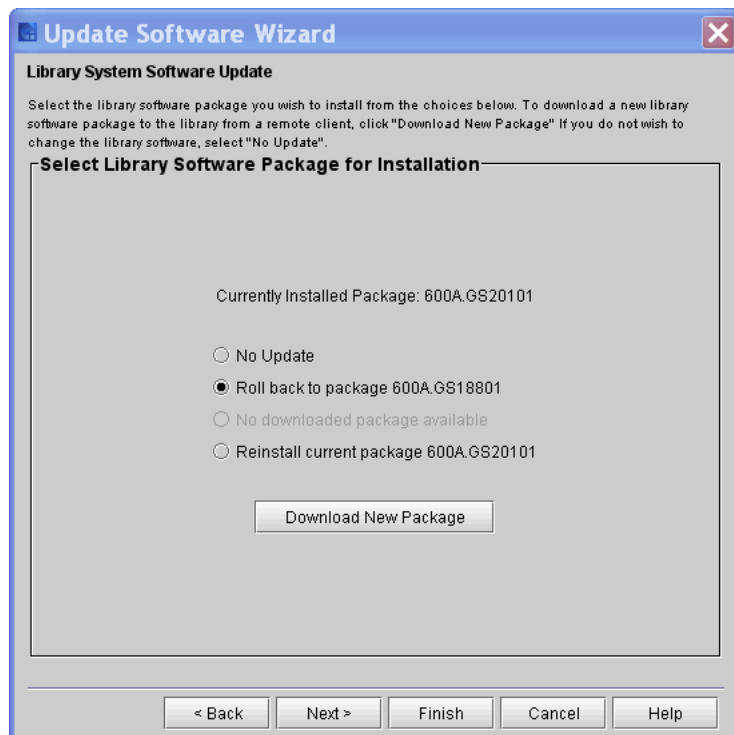 Update Software Wizard
Library System Software Update
Select the library software package you wish to install from the choices below. To download a new library
software package to the library from a remote client, click "Download New Package" If you do not wish to
change the library software, select "No Update".
Select Library Software Package for Installation
Currently Installed Package: 600A.GS20101
No Update
Roll back to package 600A.GS18801
No downloaded package available
Reinstall current package 600A.GS20101
Download New Package
< Back Next > Finish Cancel Help